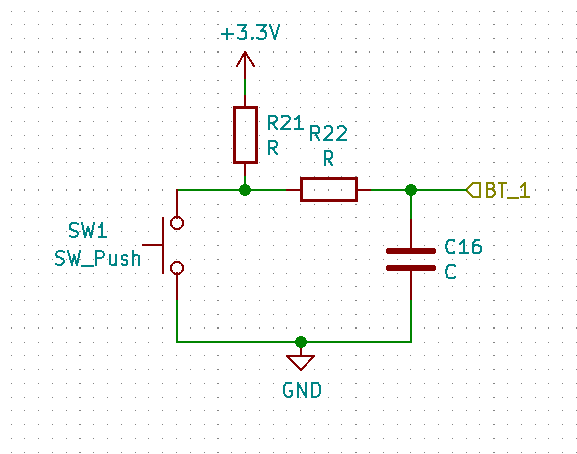 +3.3V
R21
R
R22
R
BT_1
SW1
SW_Push
C16
C
GND